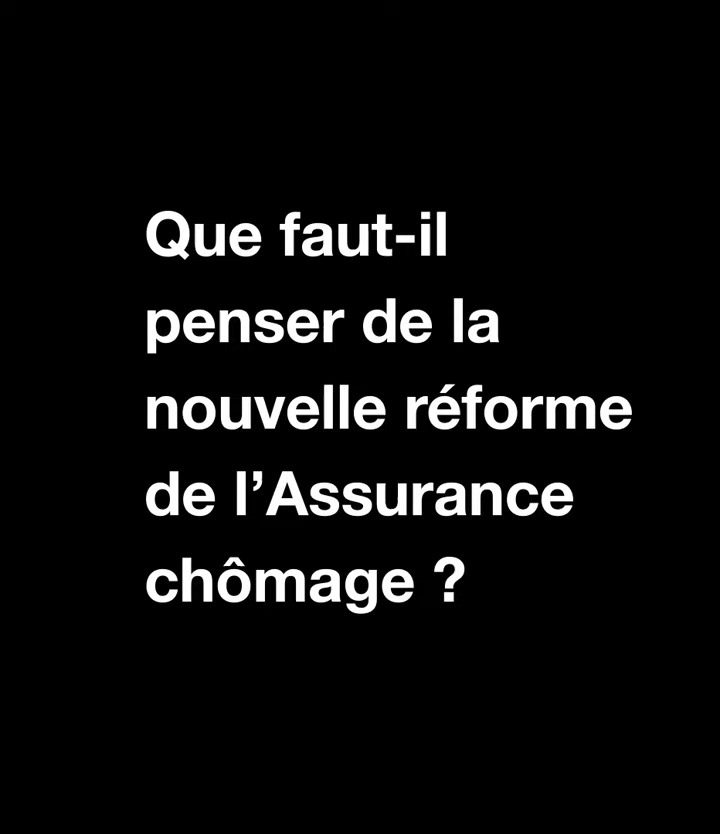 Que faut-il
penser de la
nouvelle réforme
de l’Assurance
chômage ?